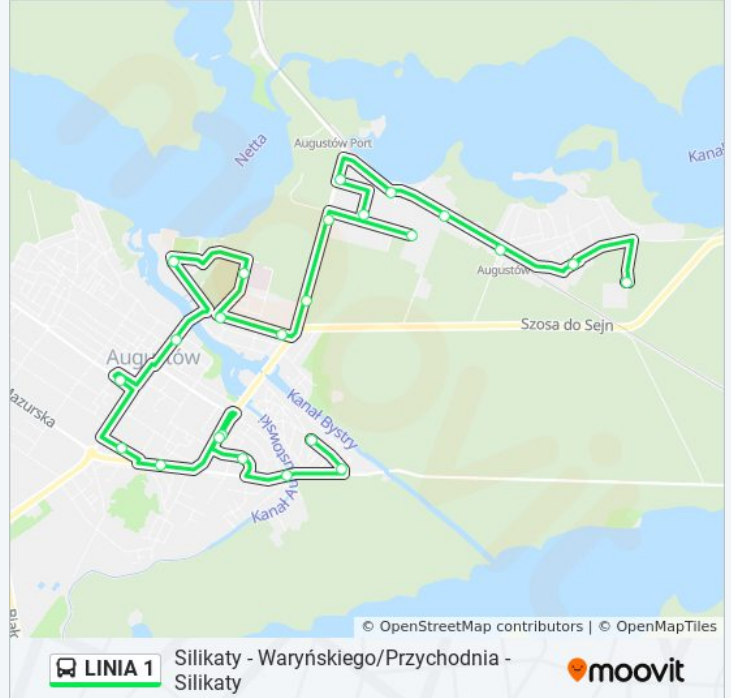 Netta
Augustów Port
Kana
Augustów
Szosa do Sejn
Augustów
Mazurska
Kanał Bystry
Kanał Augustowski
© OpenStreetMap contributors | © OpenMapTiles
LINIA 1
Silikaty - Waryńskiego/Przychodnia -
Silikaty
moovit